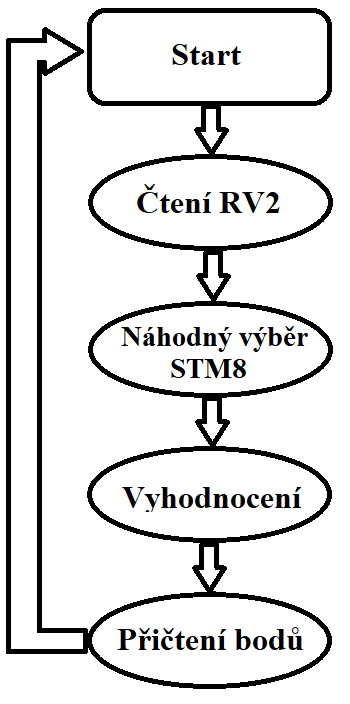 Start
Čtení RV2
Náhodný výběr
STM8
Vyhodnocení
Přičtení bodů